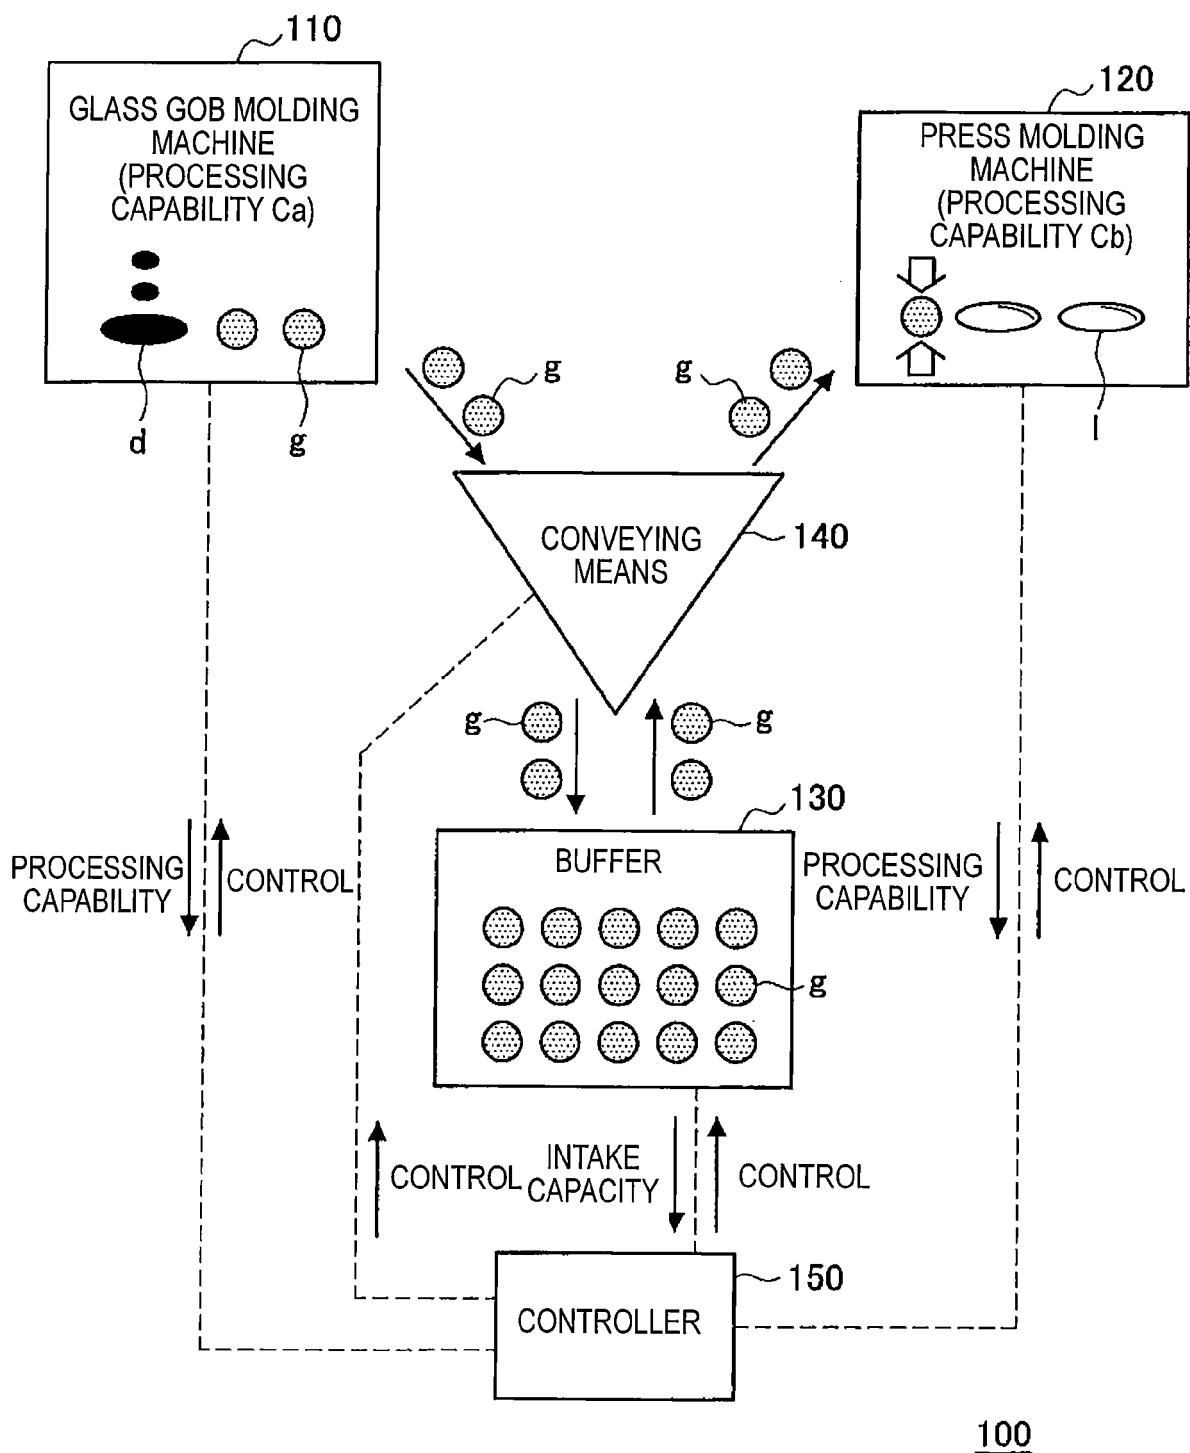 110
GLASS GOB MOLDING
MACHINE
(PROCESSING
CAPABILITY Ca)
d
g
120
PRESS MOLDING
MACHINE
(PROCESSING
CAPABILITY Cb)
l
g
g
CONVEYING
MEANS
140
g
g
130
BUFFER
g
PROCESSING
CAPABILITY
CONTROL
PROCESSING
CAPABILITY
CONTROL
CONTROL
INTAKE
CAPACITY
CONTROL
150
CONTROLLER
100